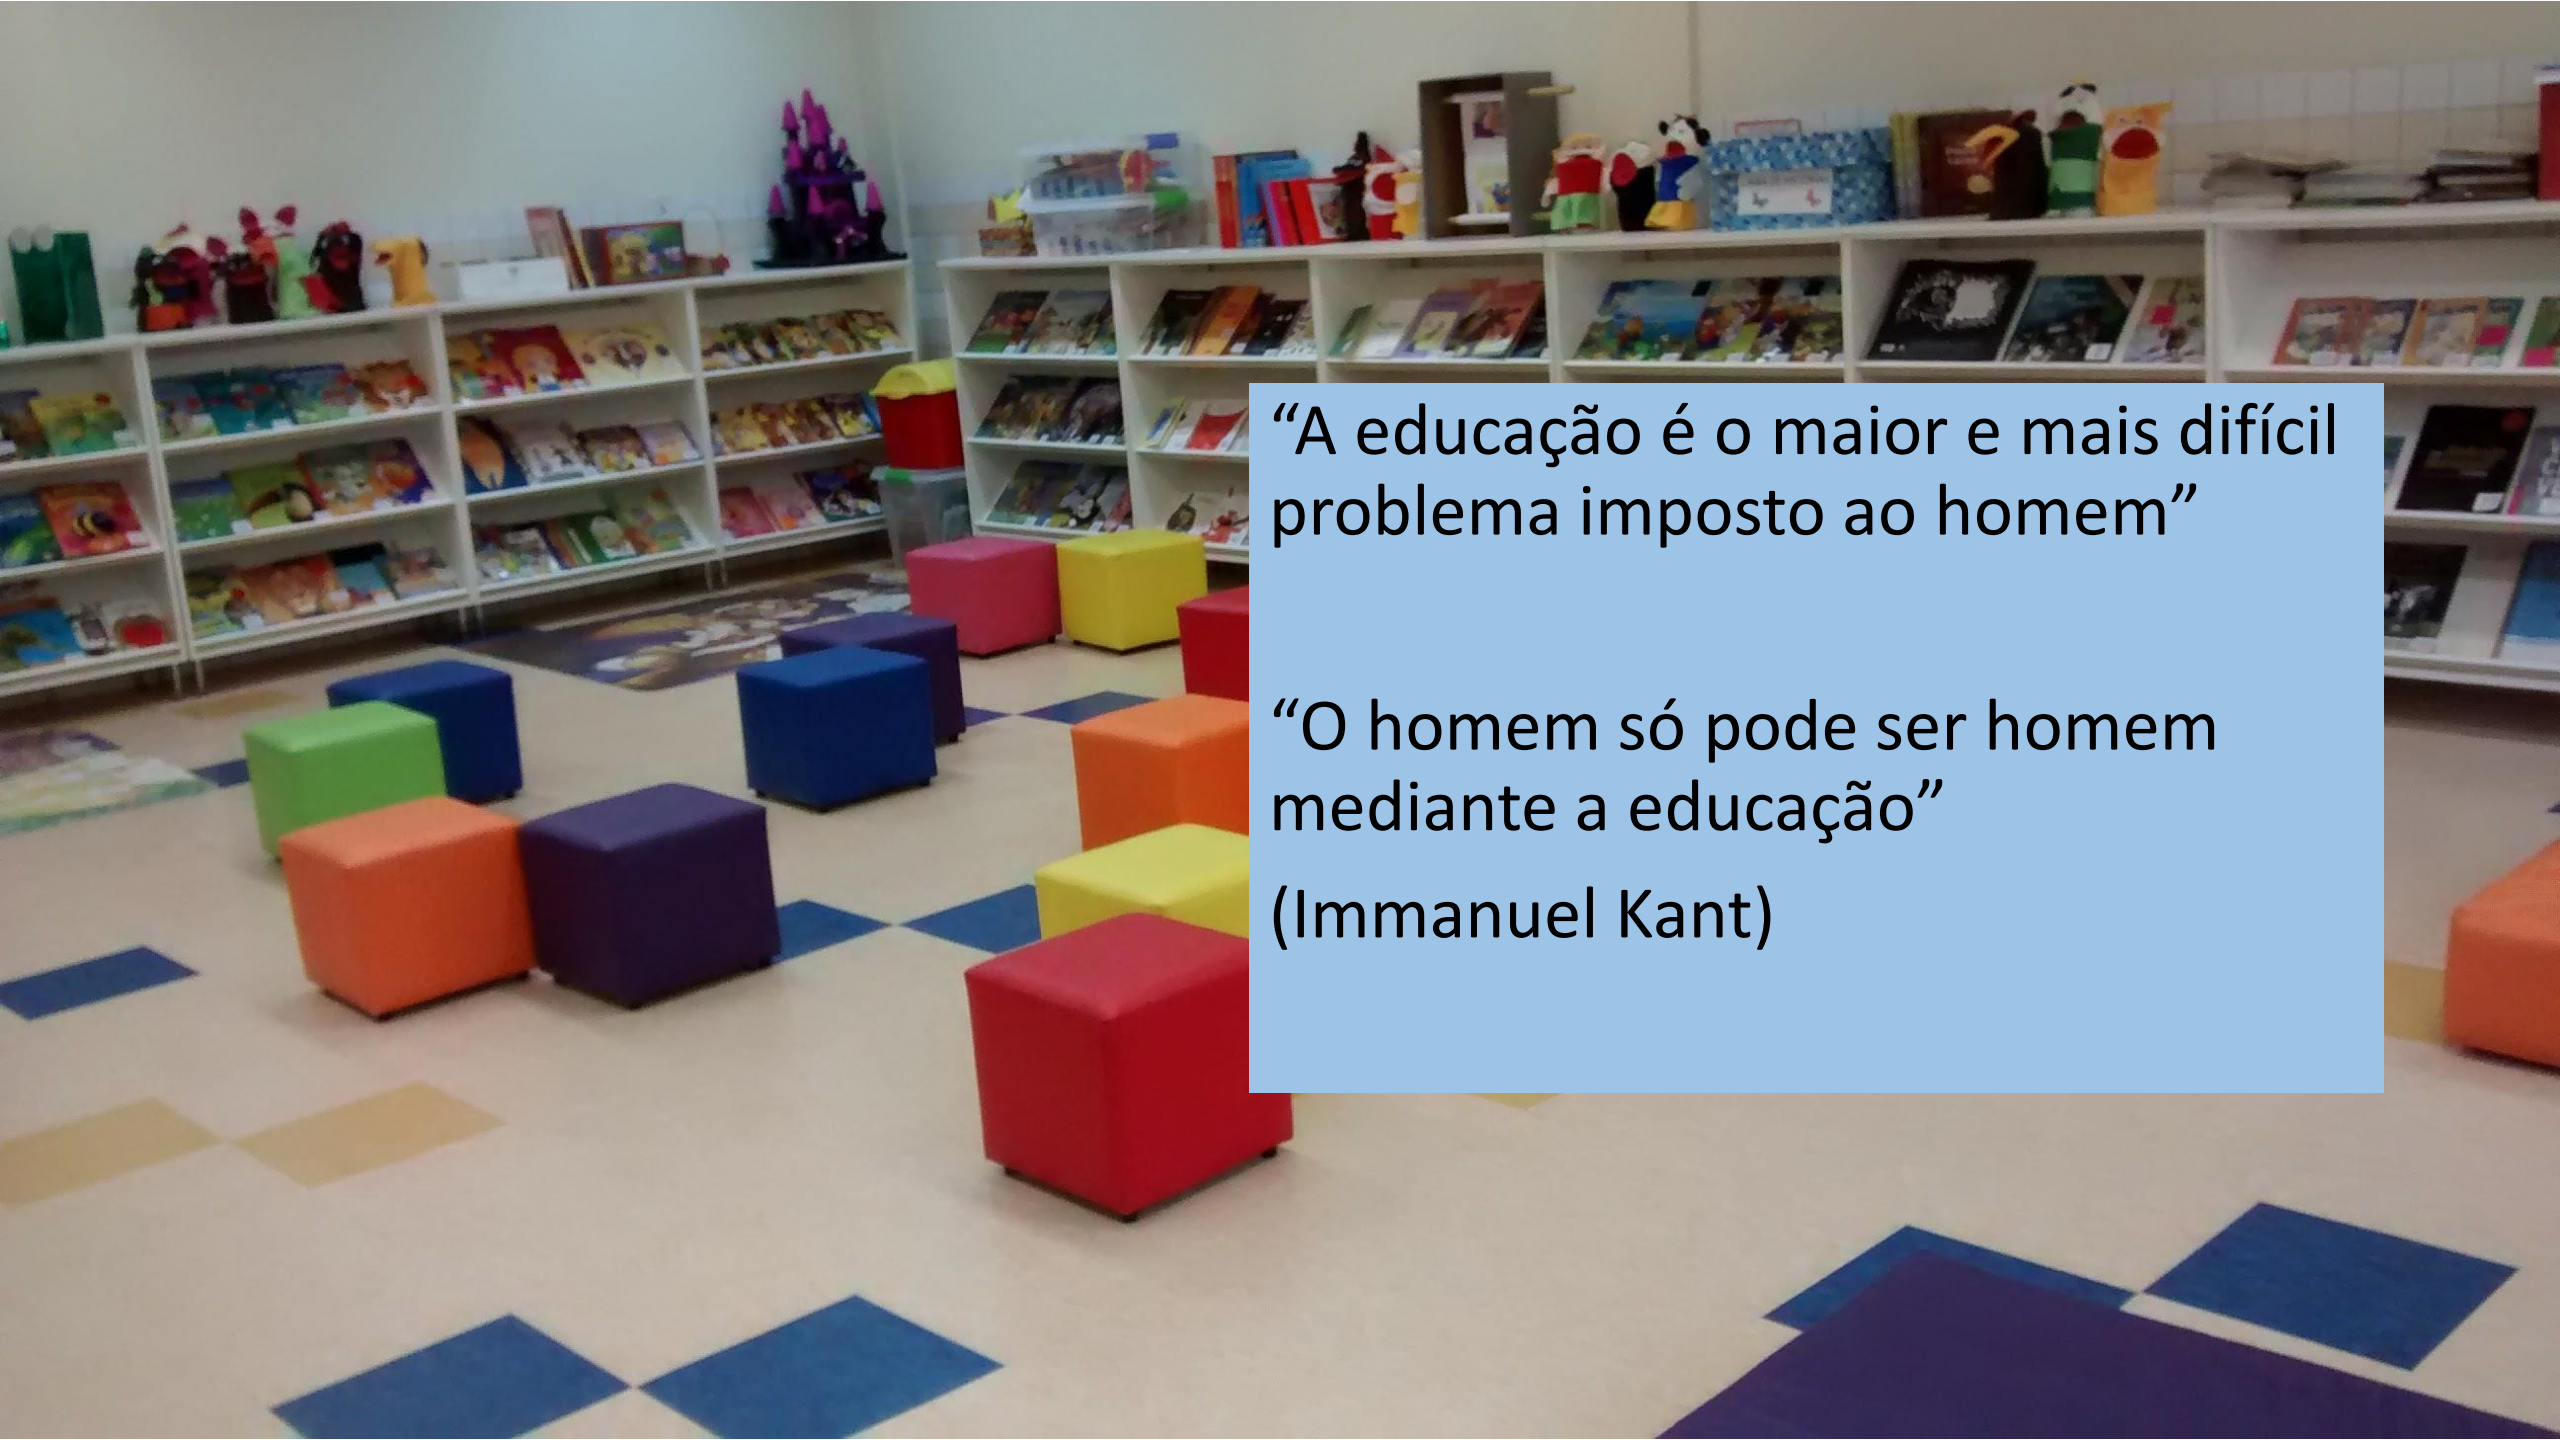 “A educação é o maior e mais difícil
problema imposto ao homem”
“O homem só pode ser homem
mediante a educação”
(Immanuel Kant)